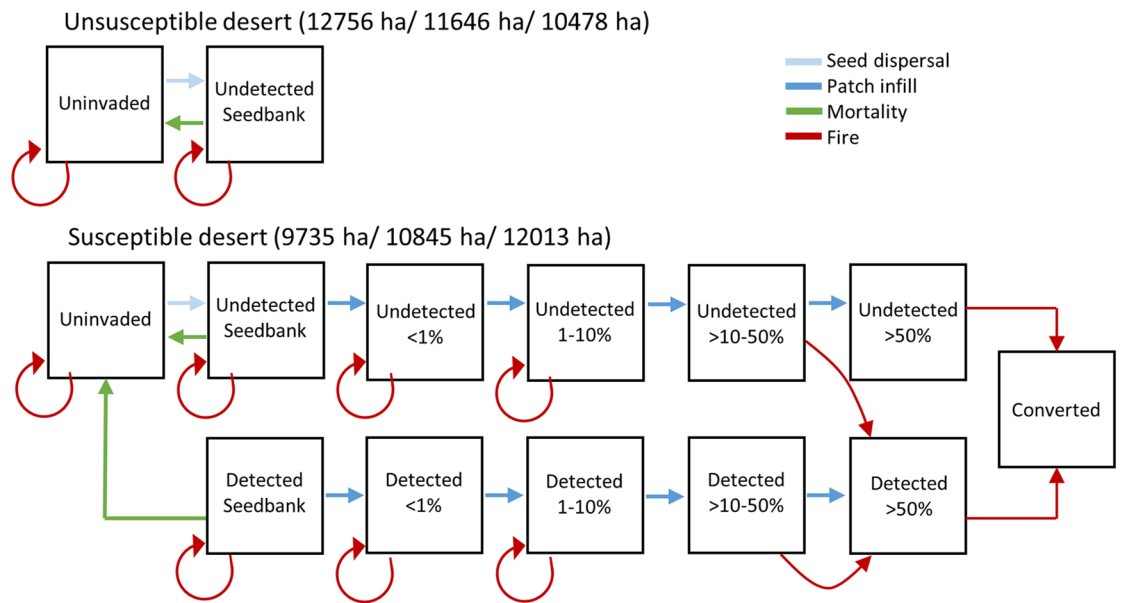 Unsusceptible desert (12756 ha/ 11646 ha/ 10478 ha)
Uninvaded
Undetected
Seedbank
Seed dispersal
Patch infill
Mortality
Fire
Susceptible desert (9735 ha/ 10845 ha/ 12013 ha)
Uninvaded
Undetected
Seedbank
Undetected
<1%
Undetected
1-10%
Undetected
>10-50%
Undetected
>50%
Converted
Detected
Seedbank
Detected
<1%
Detected
1-10%
Detected
>10-50%
Detected
>50%